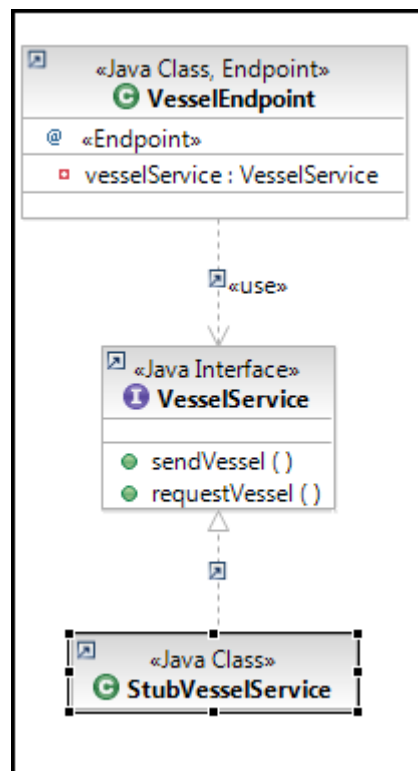 «Java Class, Endpoint»
C VesselEndpoint
@ «Endpoint»
vesselService : VesselService
«use»
«Java Interface»
I VesselService
sendVessel ( )
requestVessel ( )
«Java Class»
C StubVesselService